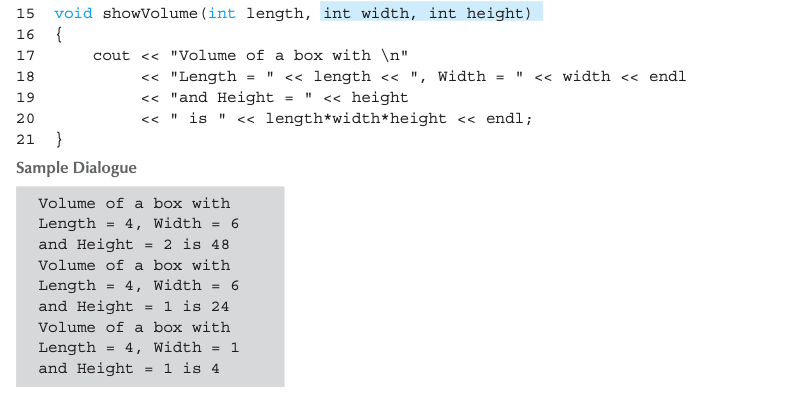 15 void showVolume(int length, int width, int height)
16 {
17 cout << "Volume of a box with \n"
18 << "Length = " << length << ", Width = " << width << endl
19 << "and Height = " << height
20 << " is " << length*width*height << endl;
21 }
Sample Dialogue
Volume of a box with
Length = 4, Width = 6
and Height = 2 is 48
Volume of a box with
Length = 4, Width = 6
and Height = 1 is 24
Volume of a box with
Length = 4, Width = 1
and Height = 1 is 4